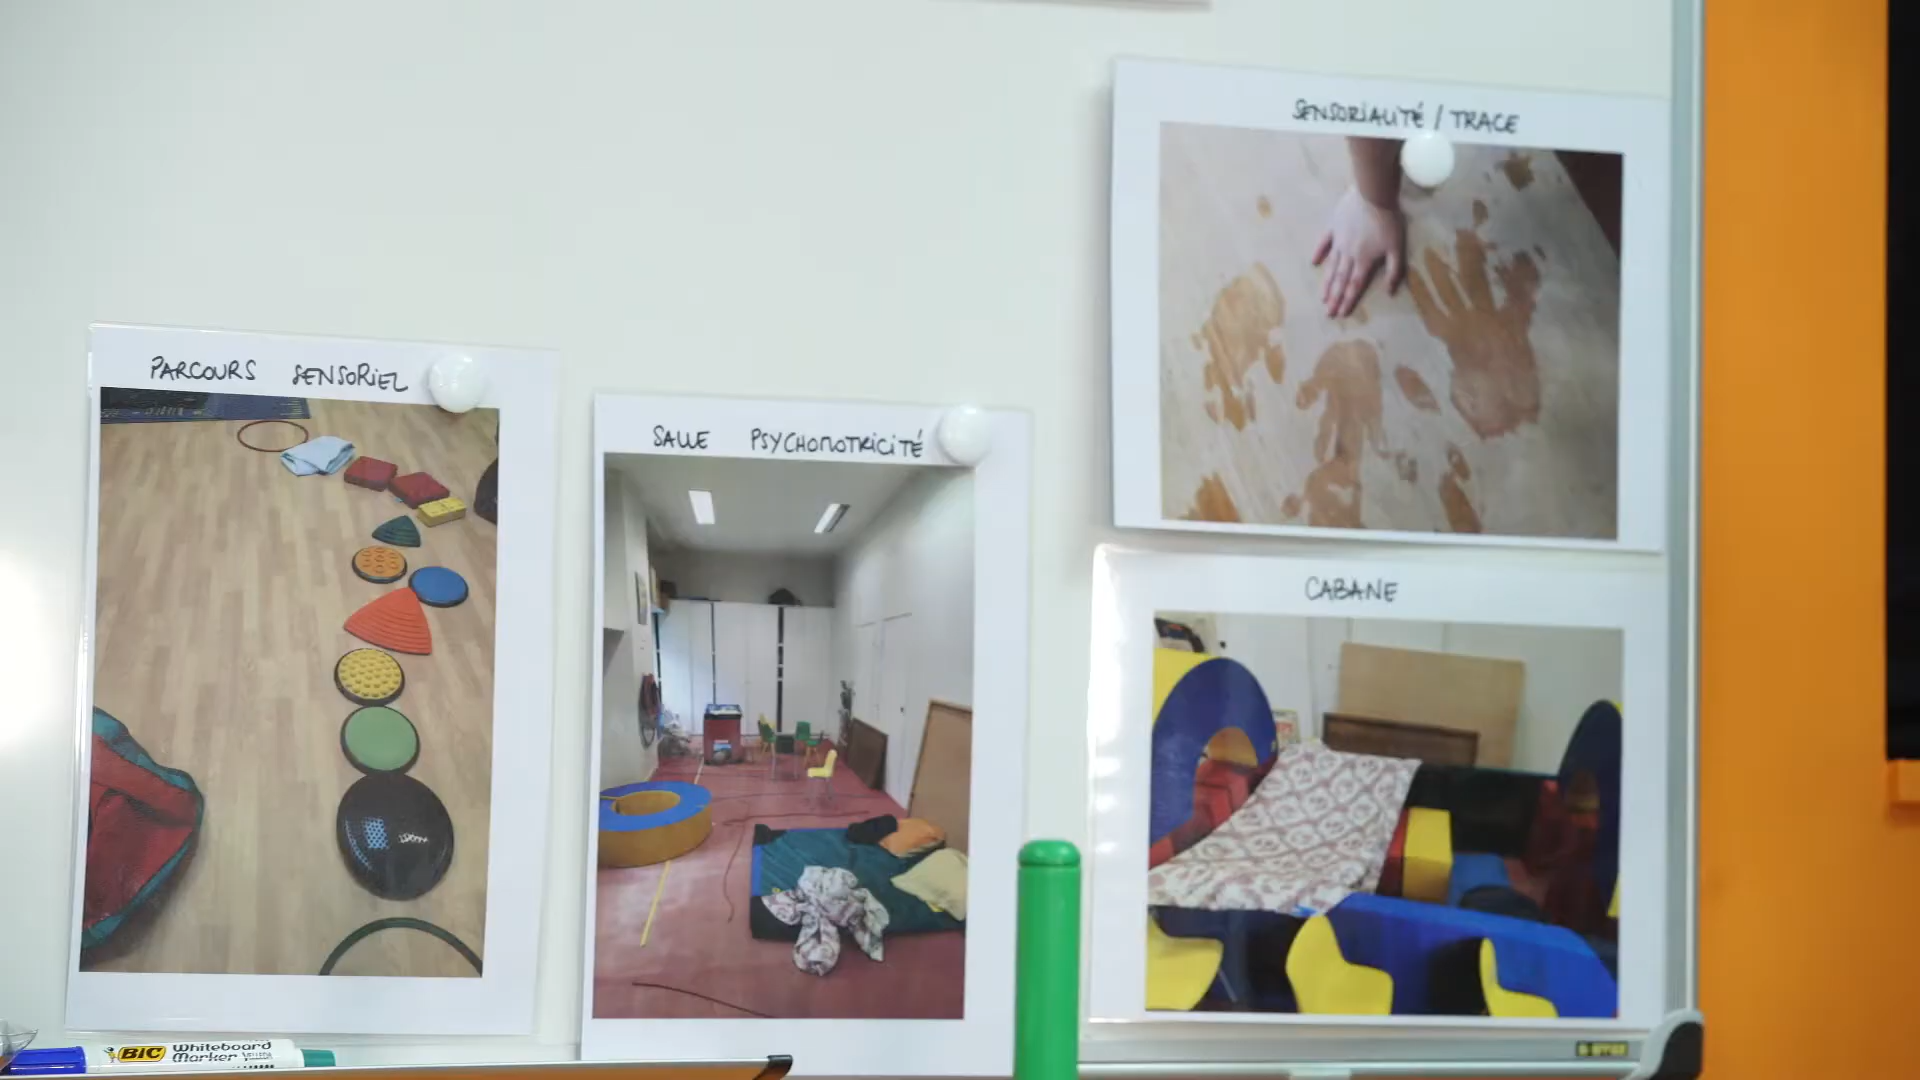 SENSORIALITÉ / TRACE
PARCOURS SENSORIEL
SALLE PSYCHOMOTRICITÉ
CABANE
BIC Whiteboard
Marker